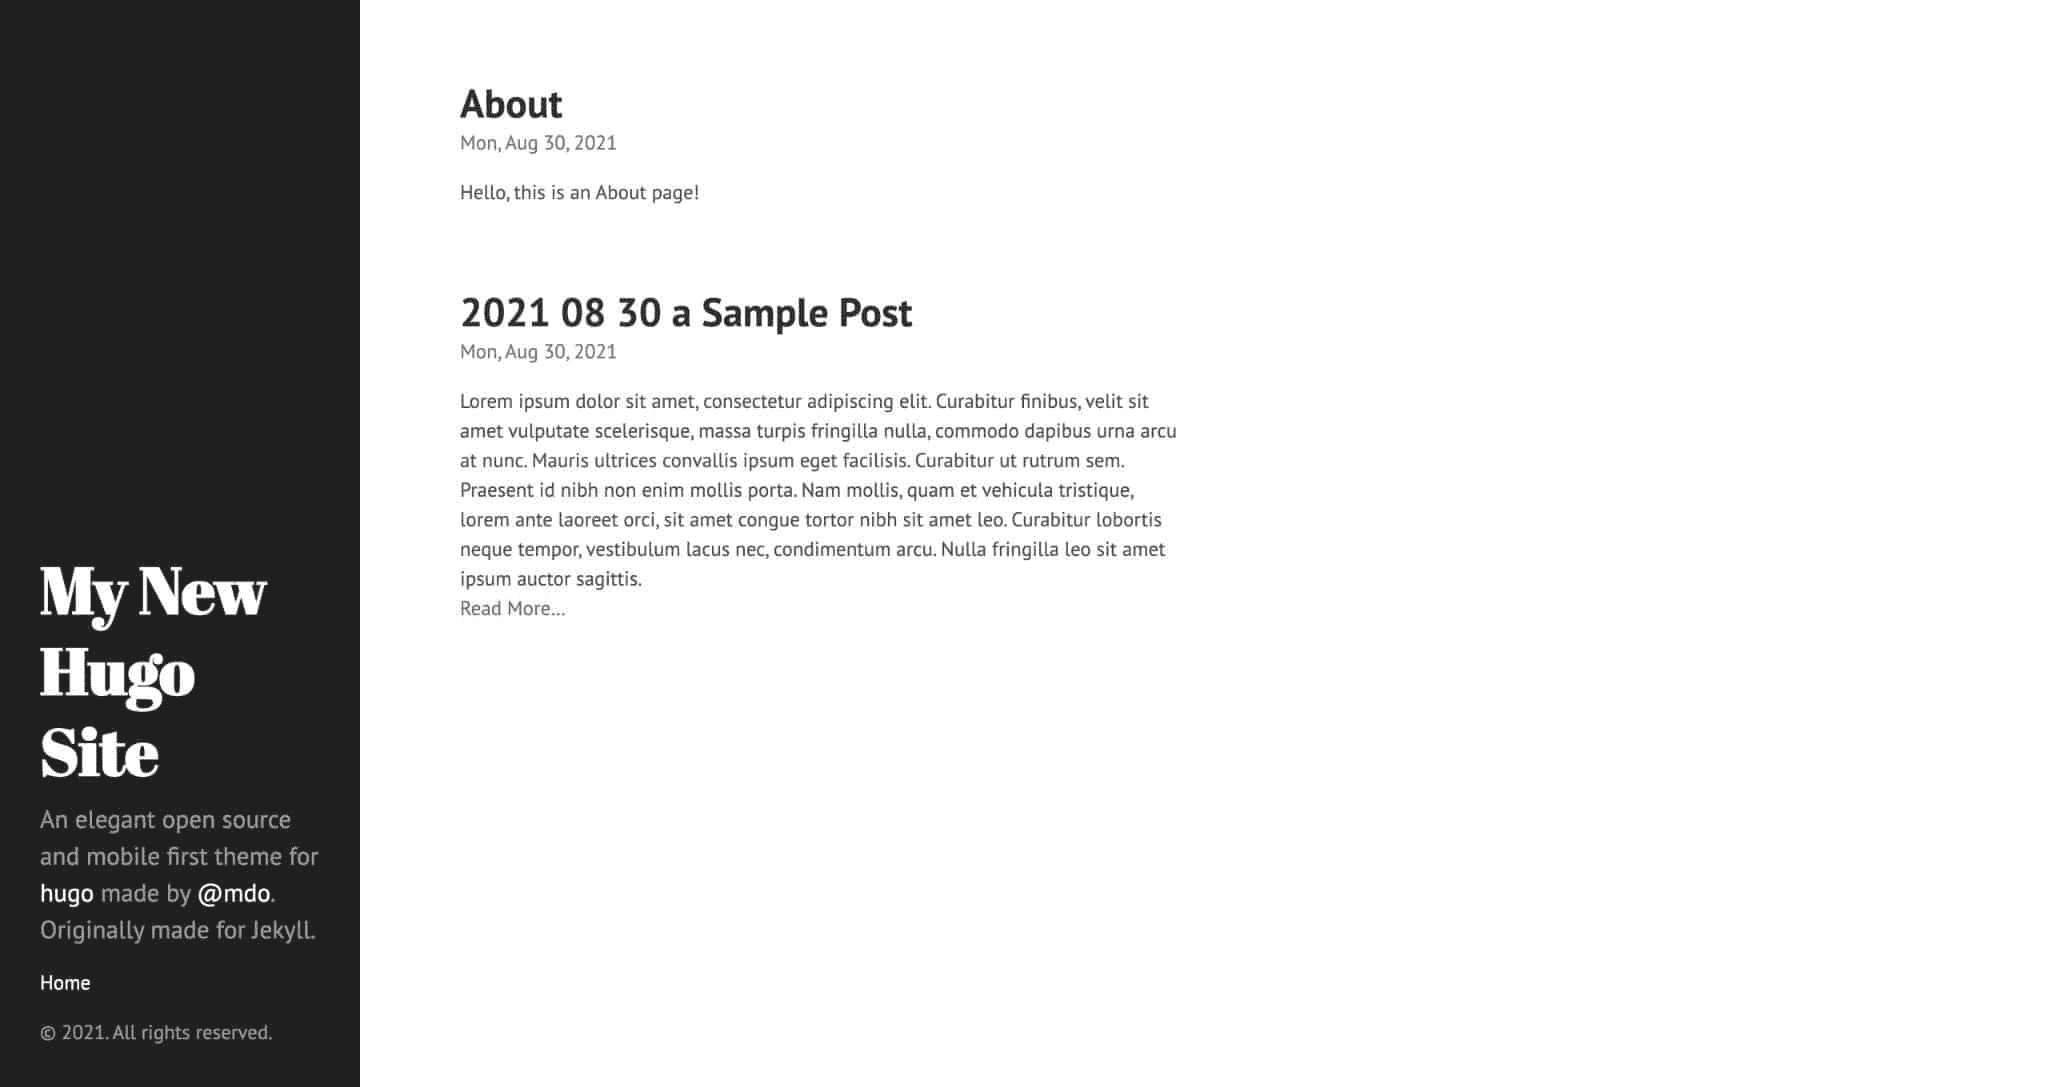 My New
Hugo
Site
An elegant open source
and mobile first theme for
hugo made by @mdo.
Originally made for Jekyll.
Home
© 2021. All rights reserved.
About
Mon, Aug 30, 2021
Hello, this is an About page!
2021 08 30 a Sample Post
Mon, Aug 30, 2021
Lorem ipsum dolor sit amet, consectetur adipiscing elit. Curabitur finibus, velit sit
amet vulputate scelerisque, massa turpis fringilla nulla, commodo dapibus urna arcu
at nunc. Mauris ultrices convallis ipsum eget facilisis. Curabitur ut rutrum sem.
Praesent id nibh non enim mollis porta. Nam mollis, quam et vehicula tristique,
lorem ante laoreet orci, sit amet congue tortor nibh sit amet leo. Curabitur lobortis
neque tempor, vestibulum lacus nec, condimentum arcu. Nulla fringilla leo sit amet
ipsum auctor sagittis.
Read More…